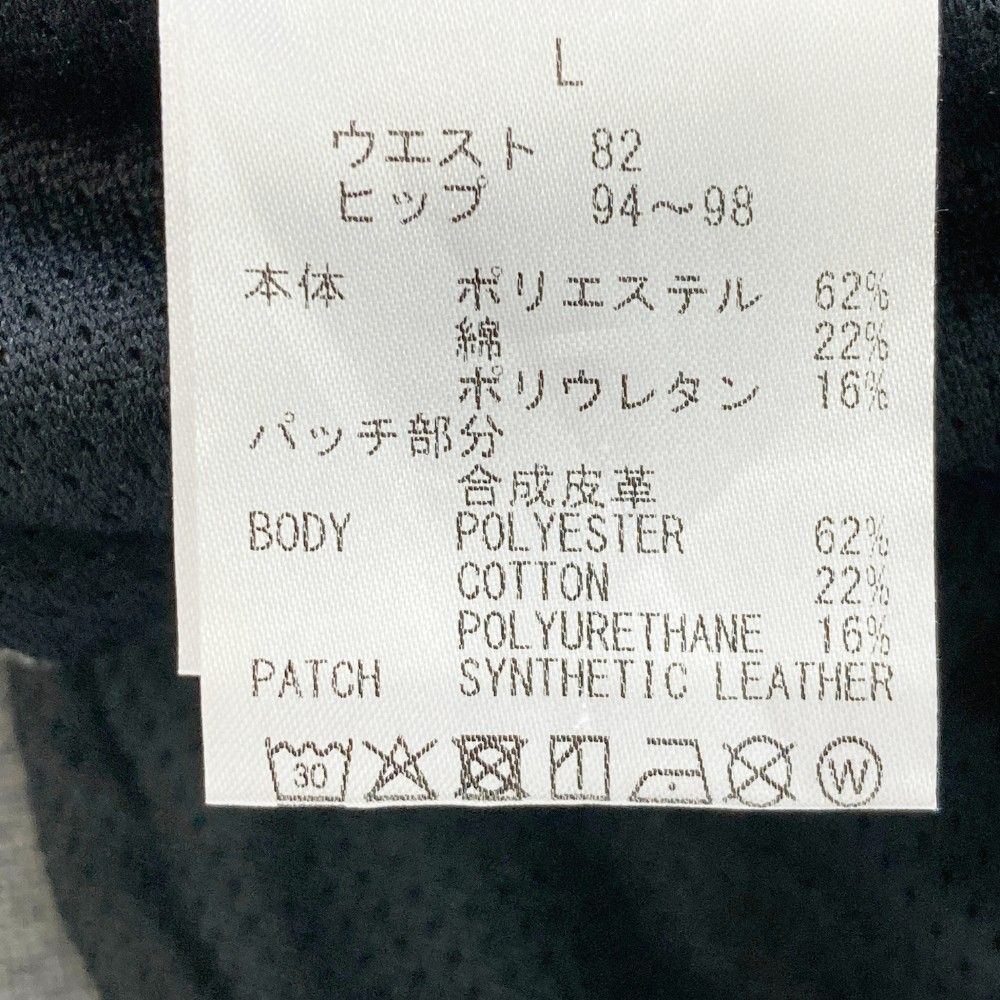 L
ウエスト 82
ヒップ 94～98
本体 ポリエステル 62%
綿 22%
ポリウレタン 16%
パッチ部分
合成皮革
BODY POLYESTER 62%
COTTON 22%
POLYURETHANE 16%
PATCH SYNTHETIC LEATHER
30 W